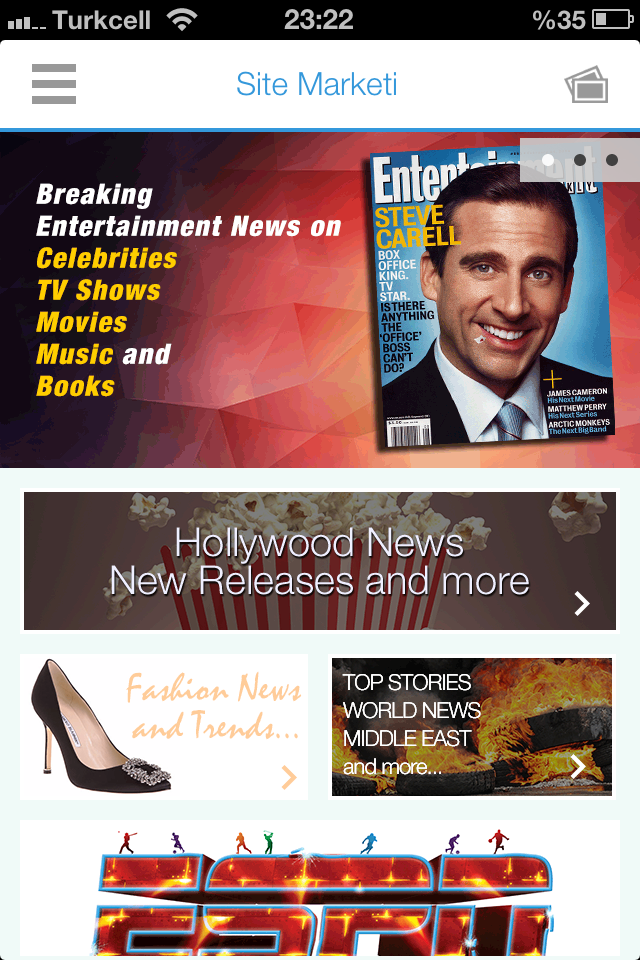 Turkcell
23:22
%35
Site Marketi
Breaking
Entertainment News on
Celebrities
TV Shows
Movies
Music and
Books
Entertainment
STEVE
CARELL
BOX
OFFICE
KING.
TV
STAR.
IS THERE
ANYTHING
THE
'OFFICE'
BOSS
CAN'T
DO?
JAMES CAMERON
His Next Movie
MATTHEW PERRY
His Next Series
ARCTIC MONKEYS
The Next Big Band
Hollywood News
New Releases and more
Fashion News
and Trends...
TOP STORIES
WORLD NEWS
MIDDLE EAST
and more...
ESPN